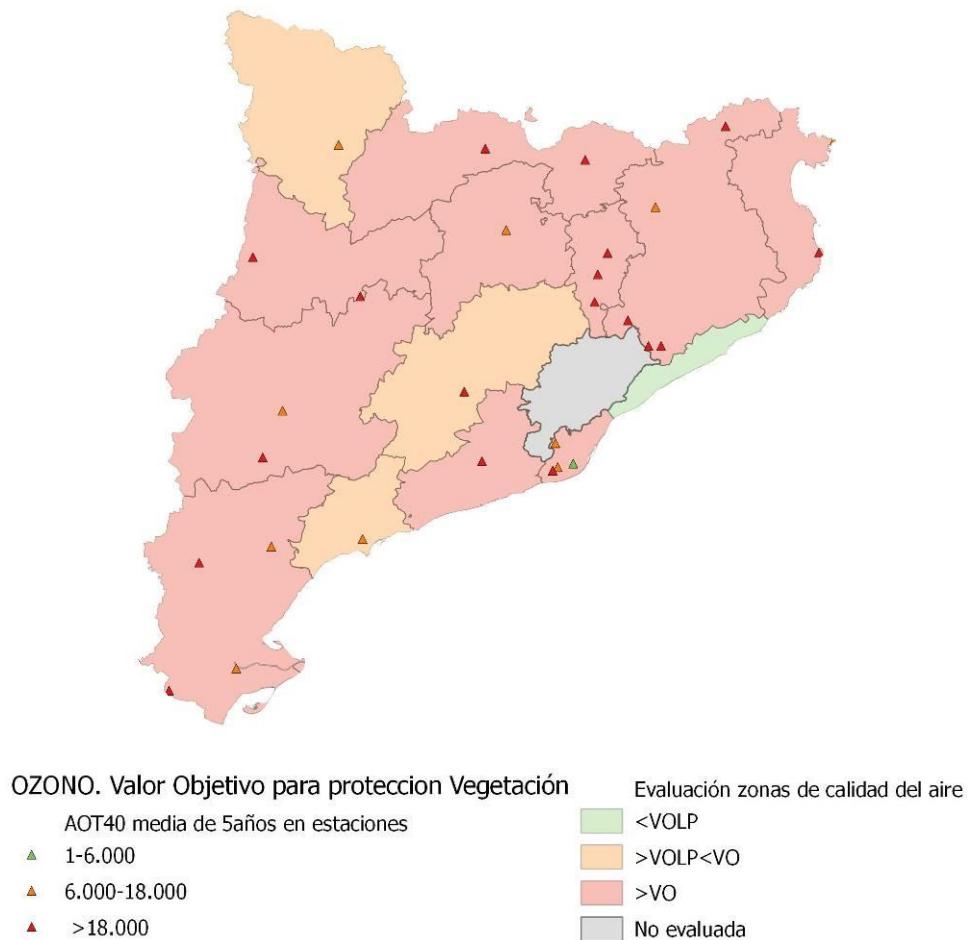 OZONO. Valor Objetivo para proteccion Vegetación
AOT40 media de 5años en estaciones
1-6.000
6.000-18.000
>18.000
Evaluación zonas de calidad del aire
<VOLP
>VOLP<VO
>VO
No evaluada